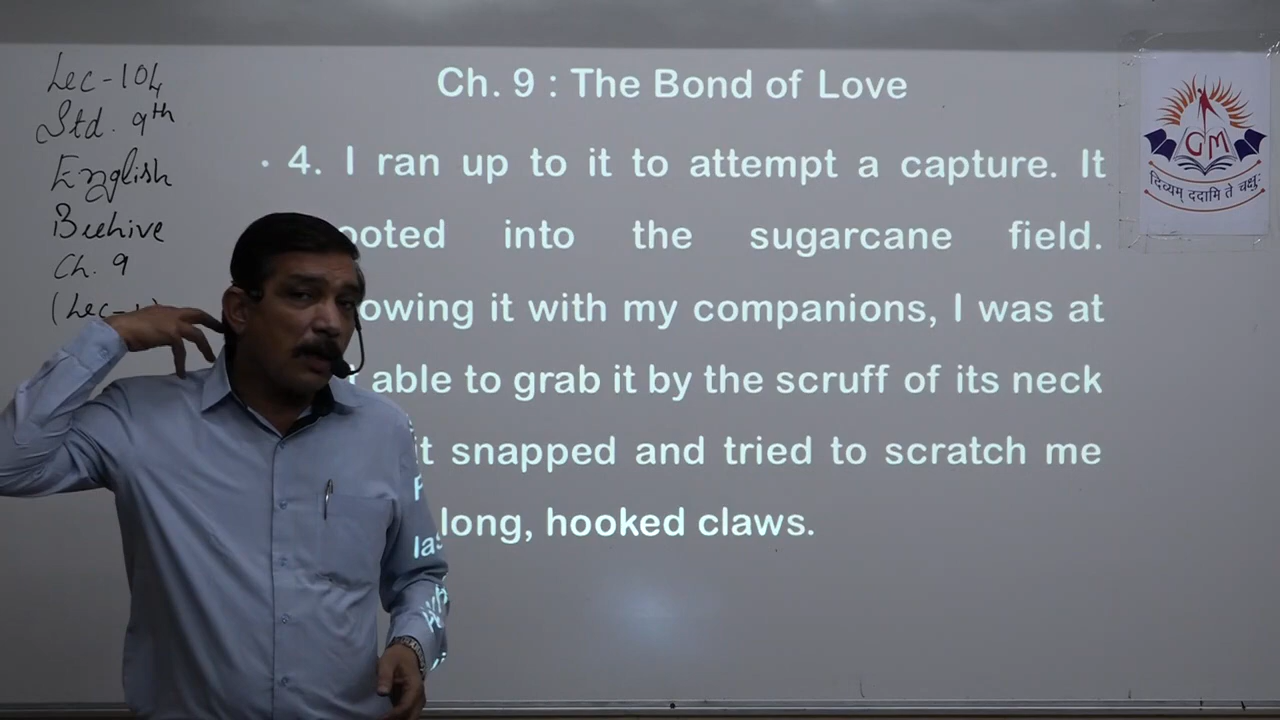 Lec-104
Std. 9th
English
Beehive
Ch. 9
(Lec-
Ch. 9 : The Bond of Love
• 4. I ran up to it to attempt a capture. It
ooted into the sugarcane field.
owing it with my companions, I was at
able to grab it by the scruff of its neck
it snapped and tried to scratch me
long, hooked claws.
GM
दिव्यम् ददामि ते चक्षुः